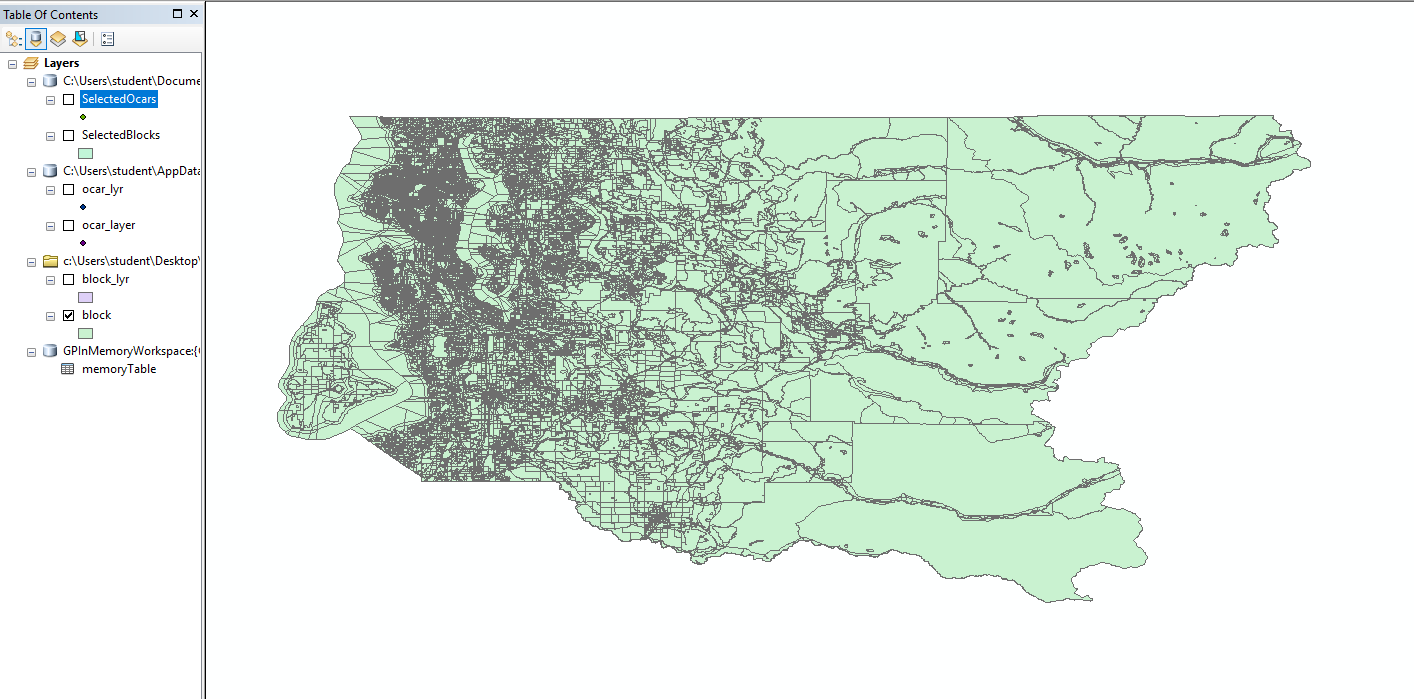 Table Of Contents
Layers
C:\Users\student\Docume
SelectedOcars
SelectedBlocks
C:\Users\student\AppData
ocar_lyr
ocar_layer
c:\Users\student\Desktop\
block_lyr
block
GPInMemoryWorkspace:{
memoryTable